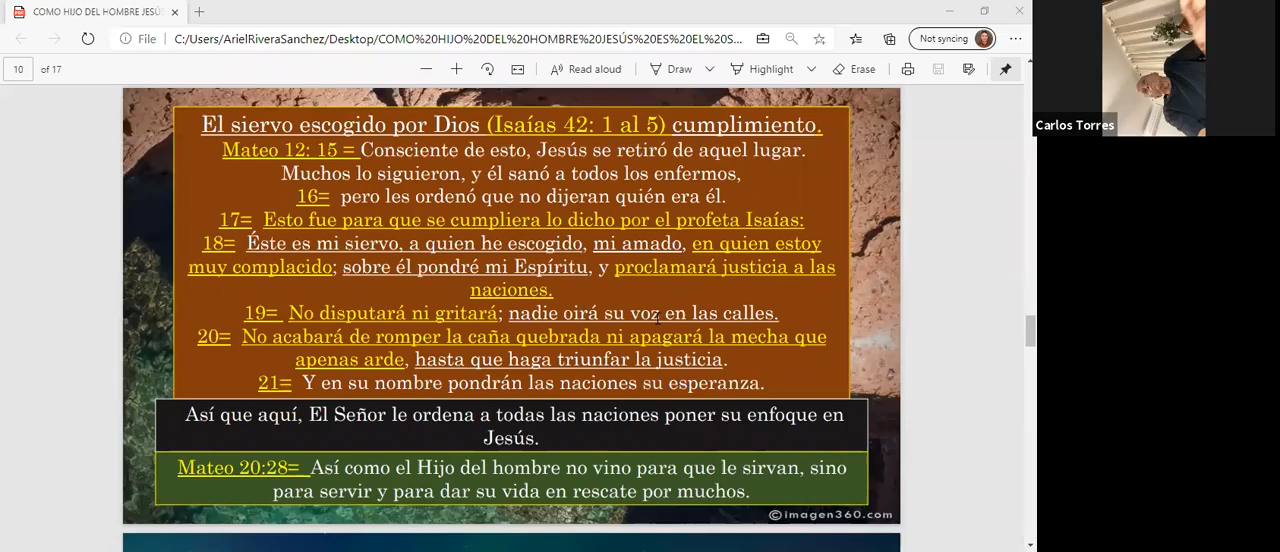 COMO HIJO DEL HOMBRE JESÚS
File
C:/Users/ArielRiveraSanchez/Desktop/COMO%20HIJO%20DEL%20HOMBRE%20JESÚS%20ES%20EL%20S...
Not syncing
10 of 17
Read aloud
Draw
Highlight
Erase
El siervo escogido por Dios (Isaías 42: 1 al 5) cumplimiento.
Mateo 12: 15 = Consciente de esto, Jesús se retiró de aquel lugar.
Muchos lo siguieron, y él sanó a todos los enfermos,
16= pero les ordenó que no dijeran quién era él.
17= Esto fue para que se cumpliera lo dicho por el profeta Isaías:
18= Éste es mi siervo, a quien he escogido, mi amado, en quien estoy
muy complacido; sobre él pondré mi Espíritu, y proclamará justicia a las
naciones.
19= No disputará ni gritará; nadie oirá su voz en las calles.
20= No acabará de romper la caña quebrada ni apagará la mecha que
apenas arde, hasta que haga triunfar la justicia.
21= Y en su nombre pondrán las naciones su esperanza.
Así que aquí, El Señor le ordena a todas las naciones poner su enfoque en
Jesús.
Mateo 20:28= Así como el Hijo del hombre no vino para que le sirvan, sino
para servir y para dar su vida en rescate por muchos.
©imagen360.com
Carlos Torres